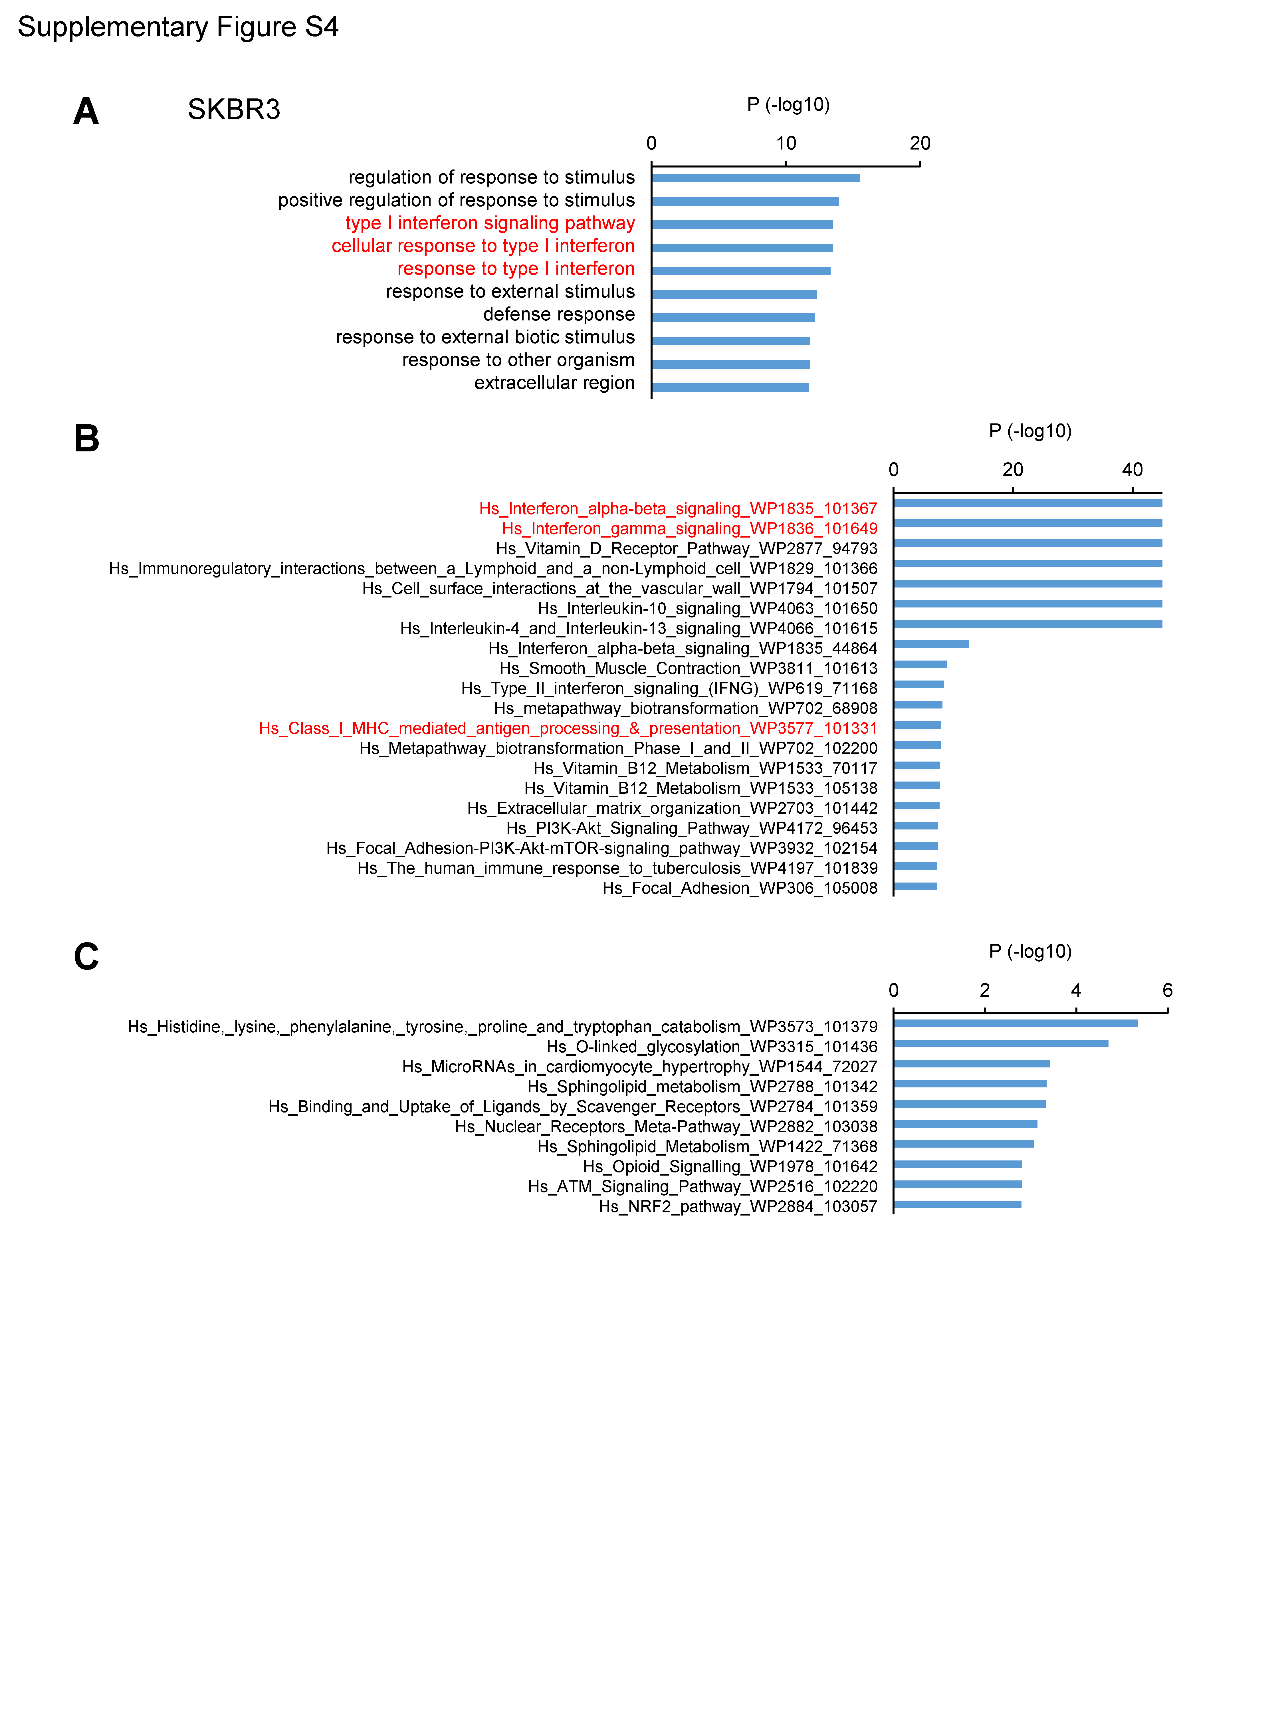 Supplementary Figure S4
A
SKBR3
P (-log10)
0 10 20
regulation of response to stimulus
positive regulation of response to stimulus
type I interferon signaling pathway
cellular response to type I interferon
response to type I interferon
response to external stimulus
defense response
response to external biotic stimulus
response to other organism
extracellular region
B
P (-log10)
0 20 40
Hs_Interferon_alpha-beta_signaling_WP1835_101367
Hs_Interferon_gamma_signaling_WP1836_101649
Hs_Vitamin_D_Receptor_Pathway_WP2877_94793
Hs_Immunoregulatory_interactions_between_a_Lymphoid_and_a_non-Lymphoid_cell_WP1829_101366
Hs_Cell_surface_interactions_at_the_vascular_wall_WP1794_101507
Hs_Interleukin-10_signaling_WP4063_101650
Hs_Interleukin-4_and_Interleukin-13_signaling_WP4066_101615
Hs_Interferon_alpha-beta_signaling_WP1835_44864
Hs_Smooth_Muscle_Contraction_WP3811_101613
Hs_Type_II_interferon_signaling_(IFNG)_WP619_71168
Hs_metapathway_biotransformation_WP702_68908
Hs_Class_I_MHC_mediated_antigen_processing_&_presentation_WP3577_101331
Hs_Metapathway_biotransformation_Phase_I_and_II_WP702_102200
Hs_Vitamin_B12_Metabolism_WP1533_70117
Hs_Vitamin_B12_Metabolism_WP1533_105138
Hs_Extracellular_matrix_organization_WP2703_101442
Hs_PI3K-Akt_Signaling_Pathway_WP4172_96453
Hs_Focal_Adhesion-PI3K-Akt-mTOR-signaling_pathway_WP3932_102154
Hs_The_human_immune_response_to_tuberculosis_WP4197_101839
Hs_Focal_Adhesion_WP306_105008
C
P (-log10)
0 2 4 6
Hs_Histidine,_lysine,_phenylalanine,_tyrosine,_proline_and_tryptophan_catabolism_WP3573_101379
Hs_O-linked_glycosylation_WP3315_101436
Hs_MicroRNAs_in_cardiomyocyte_hypertrophy_WP1544_72027
Hs_Sphingolipid_metabolism_WP2788_101342
Hs_Binding_and_Uptake_of_Ligands_by_Scavenger_Receptors_WP2784_101359
Hs_Nuclear_Receptors_Meta-Pathway_WP2882_103038
Hs_Sphingolipid_Metabolism_WP1422_71368
Hs_Opioid_Signalling_WP1978_101642
Hs_ATM_Signaling_Pathway_WP2516_102220
Hs_NRF2_pathway_WP2884_103057